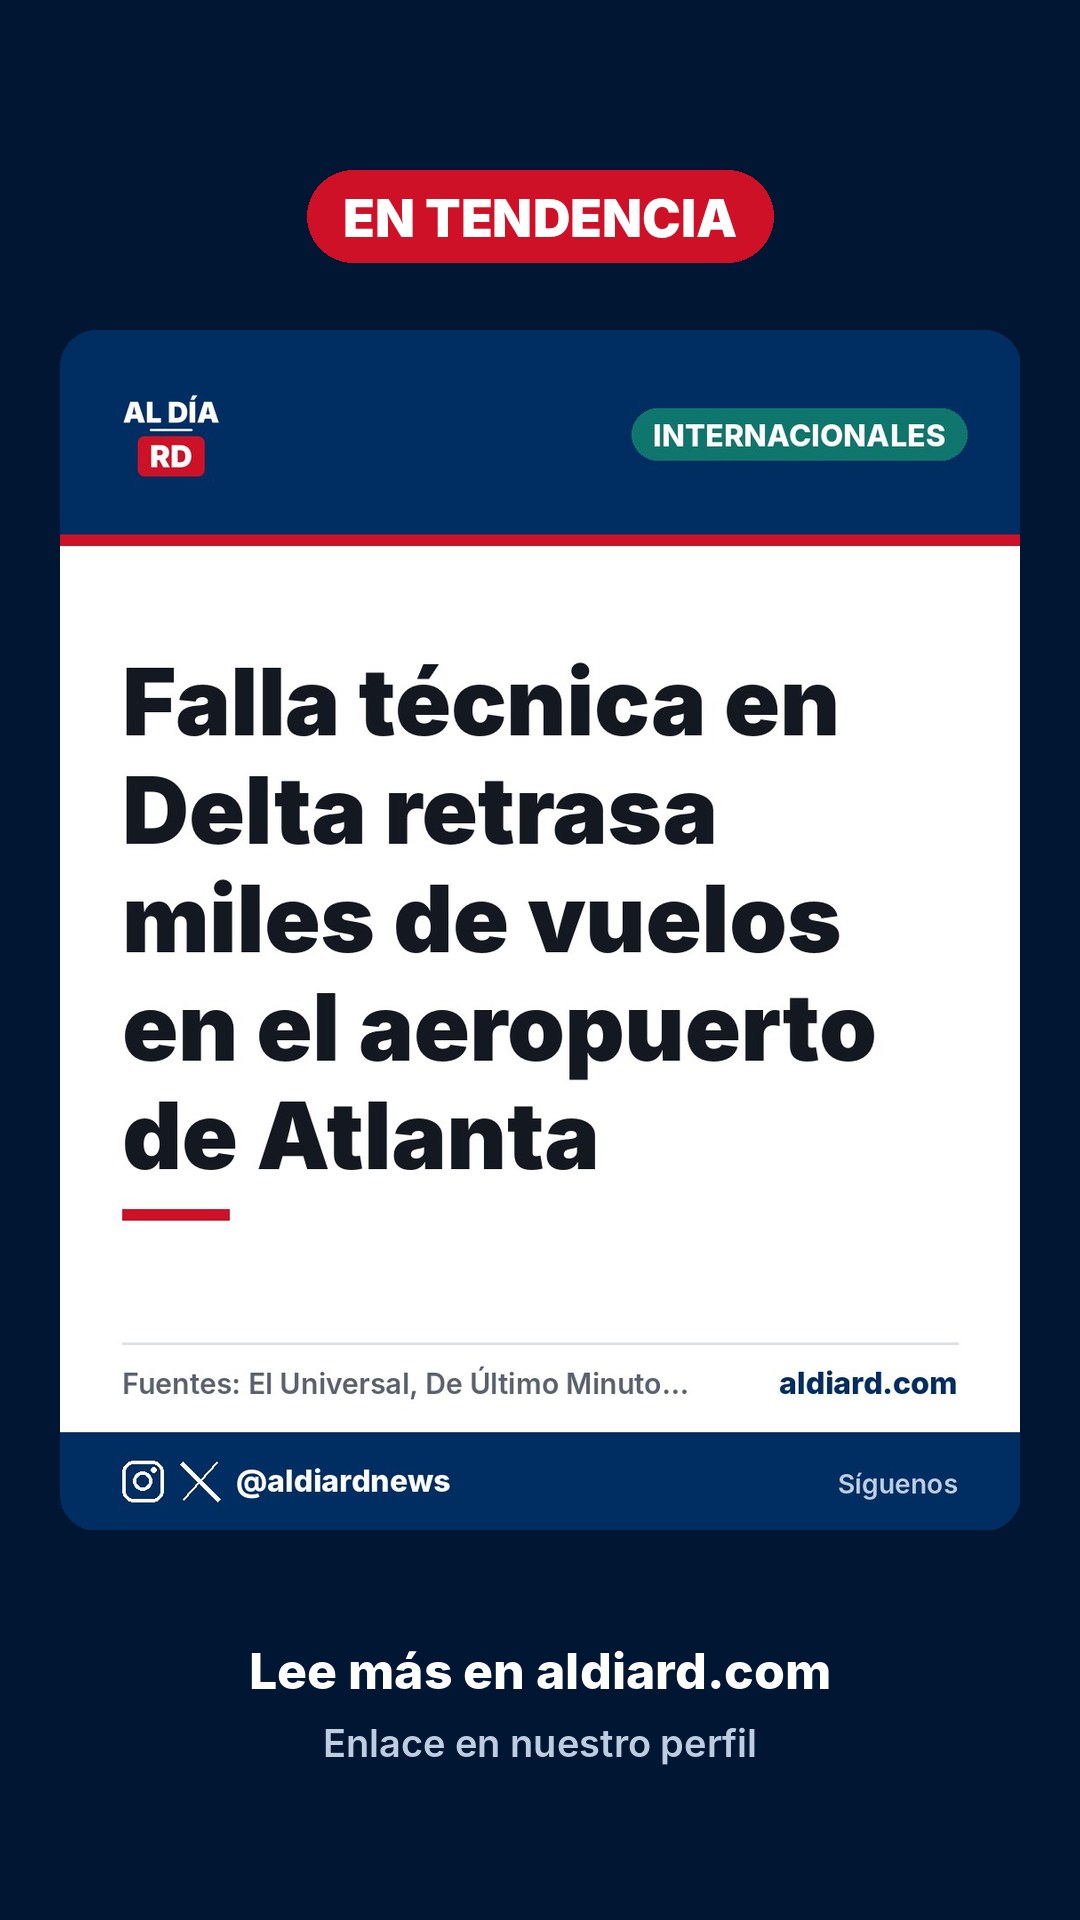 EN TENDENCIA
AL DÍA
RD
INTERNACIONALES
Falla técnica en
Delta retrasa
miles de vuelos
en el aeropuerto
de Atlanta
Fuentes: El Universal, De Último Minuto...
aldiard.com
@aldiardnews
Síguenos
Lee más en aldiard.com
Enlace en nuestro perfil